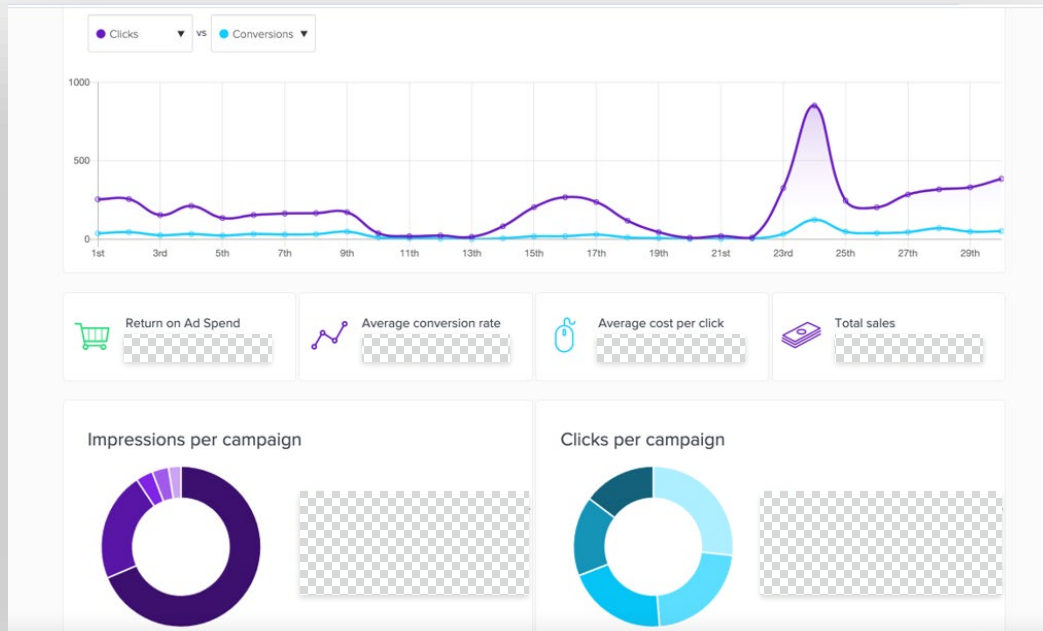 Clicks ▼ vs Conversions ▼
1000
500
0
1st 3rd 5th 7th 9th 11th 13th 15th 17th 19th 21st 23rd 25th 27th 29th
Return on Ad Spend
Average conversion rate
Average cost per click
Total sales
Impressions per campaign
Clicks per campaign